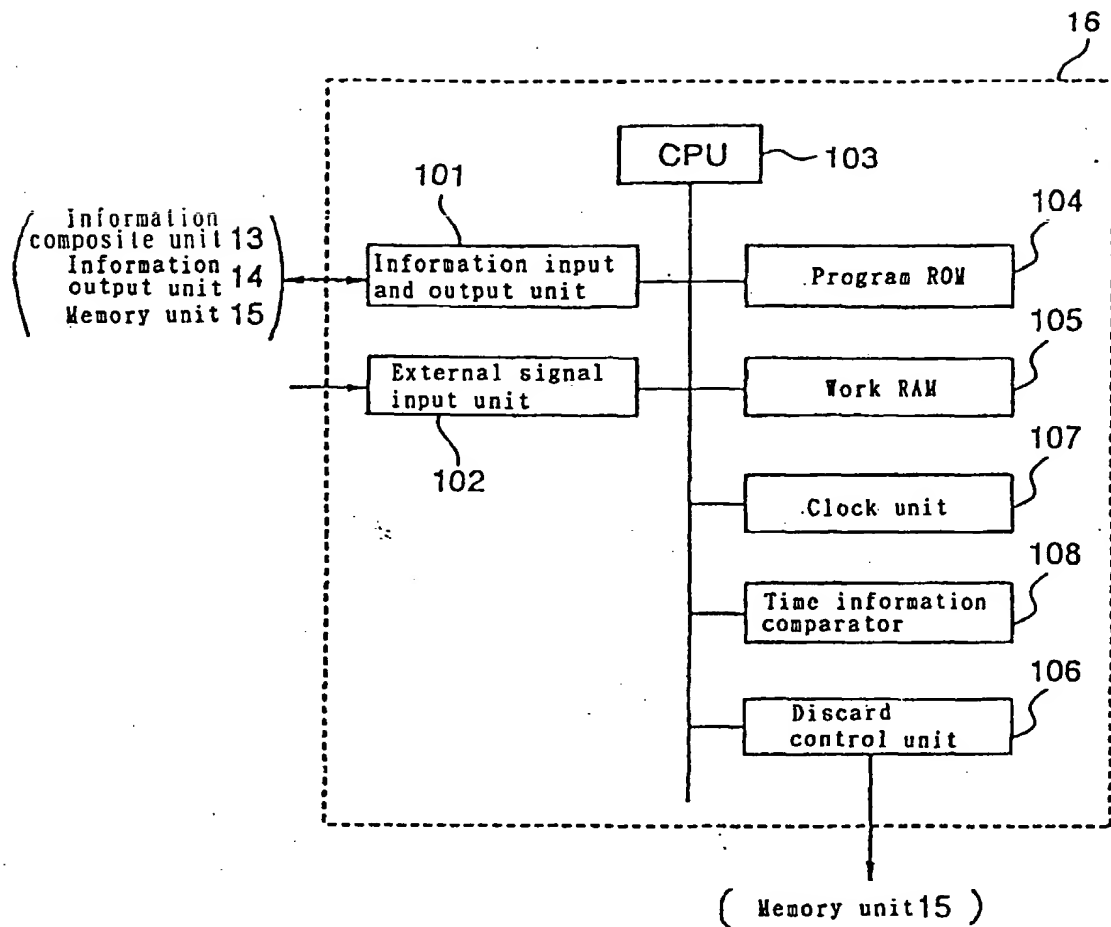 16
CPU
103
101
104
Information
composite unit 13
Information
output unit 14
Memory unit 15
Information input
and output unit
Program ROM
105
External signal
input unit
Work RAM
102
107
Clock unit
108
Time information
comparator
106
Discard
control unit
( Memory unit 15 )